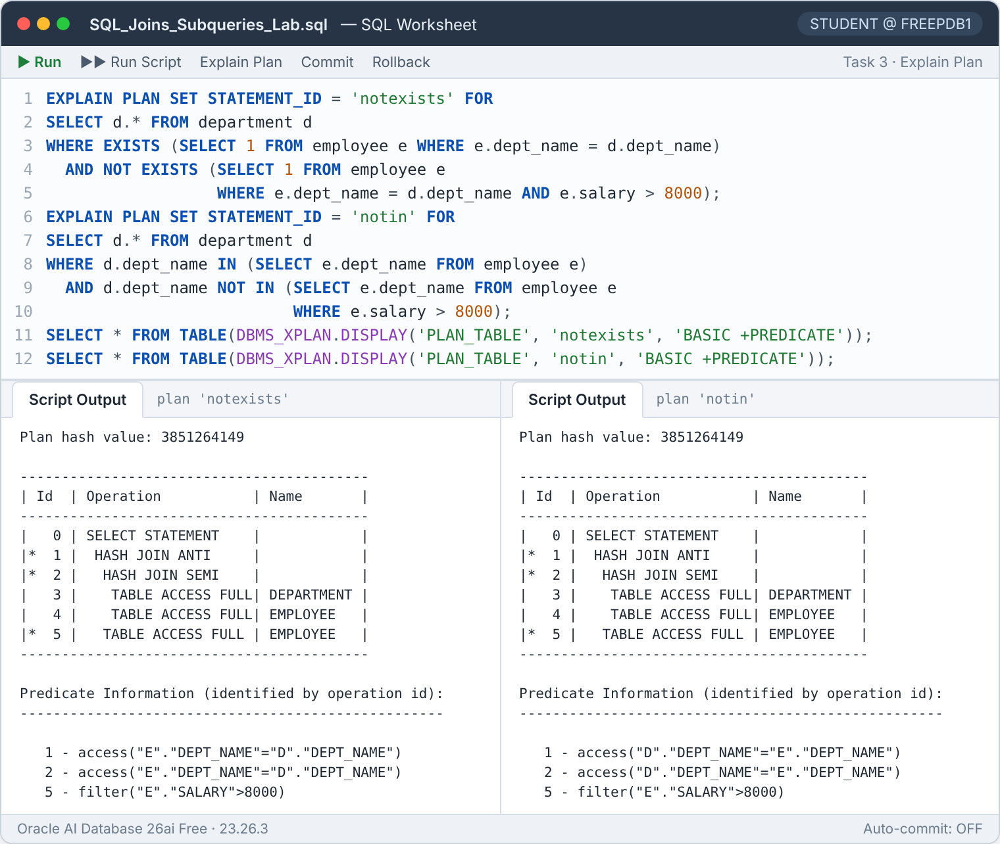 SQL_Joins_Subqueries_Lab.sql — SQL Worksheet
STUDENT @ FREEPDB1
▶ Run ▶▶ Run Script Explain Plan Commit Rollback
Task 3 · Explain Plan
1 EXPLAIN PLAN SET STATEMENT_ID = 'notexists' FOR
2 SELECT d.* FROM department d
3 WHERE EXISTS (SELECT 1 FROM employee e WHERE e.dept_name = d.dept_name)
4   AND NOT EXISTS (SELECT 1 FROM employee e
5                   WHERE e.dept_name = d.dept_name AND e.salary > 8000);
6 EXPLAIN PLAN SET STATEMENT_ID = 'notin' FOR
7 SELECT d.* FROM department d
8 WHERE d.dept_name IN (SELECT e.dept_name FROM employee e)
9   AND d.dept_name NOT IN (SELECT e.dept_name FROM employee e
10                           WHERE e.salary > 8000);
11 SELECT * FROM TABLE(DBMS_XPLAN.DISPLAY('PLAN_TABLE', 'notexists', 'BASIC +PREDICATE'));
12 SELECT * FROM TABLE(DBMS_XPLAN.DISPLAY('PLAN_TABLE', 'notin', 'BASIC +PREDICATE'));
Script Output plan 'notexists'
Plan hash value: 3851264149
------------------------------------------
| Id  | Operation           | Name       |
------------------------------------------
|   0 | SELECT STATEMENT    |            |
|*  1 |  HASH JOIN ANTI     |            |
|*  2 |   HASH JOIN SEMI    |            |
|   3 |    TABLE ACCESS FULL| DEPARTMENT |
|   4 |    TABLE ACCESS FULL| EMPLOYEE   |
|*  5 |   TABLE ACCESS FULL | EMPLOYEE   |
------------------------------------------
Predicate Information (identified by operation id):
---------------------------------------------------
   1 - access("E"."DEPT_NAME"="D"."DEPT_NAME")
   2 - access("E"."DEPT_NAME"="D"."DEPT_NAME")
   5 - filter("E"."SALARY">8000)
Script Output plan 'notin'
Plan hash value: 3851264149
------------------------------------------
| Id  | Operation           | Name       |
------------------------------------------
|   0 | SELECT STATEMENT    |            |
|*  1 |  HASH JOIN ANTI     |            |
|*  2 |   HASH JOIN SEMI    |            |
|   3 |    TABLE ACCESS FULL| DEPARTMENT |
|   4 |    TABLE ACCESS FULL| EMPLOYEE   |
|*  5 |   TABLE ACCESS FULL | EMPLOYEE   |
------------------------------------------
Predicate Information (identified by operation id):
---------------------------------------------------
   1 - access("D"."DEPT_NAME"="E"."DEPT_NAME")
   2 - access("D"."DEPT_NAME"="E"."DEPT_NAME")
   5 - filter("E"."SALARY">8000)
Oracle AI Database 26ai Free · 23.26.3
Auto-commit: OFF